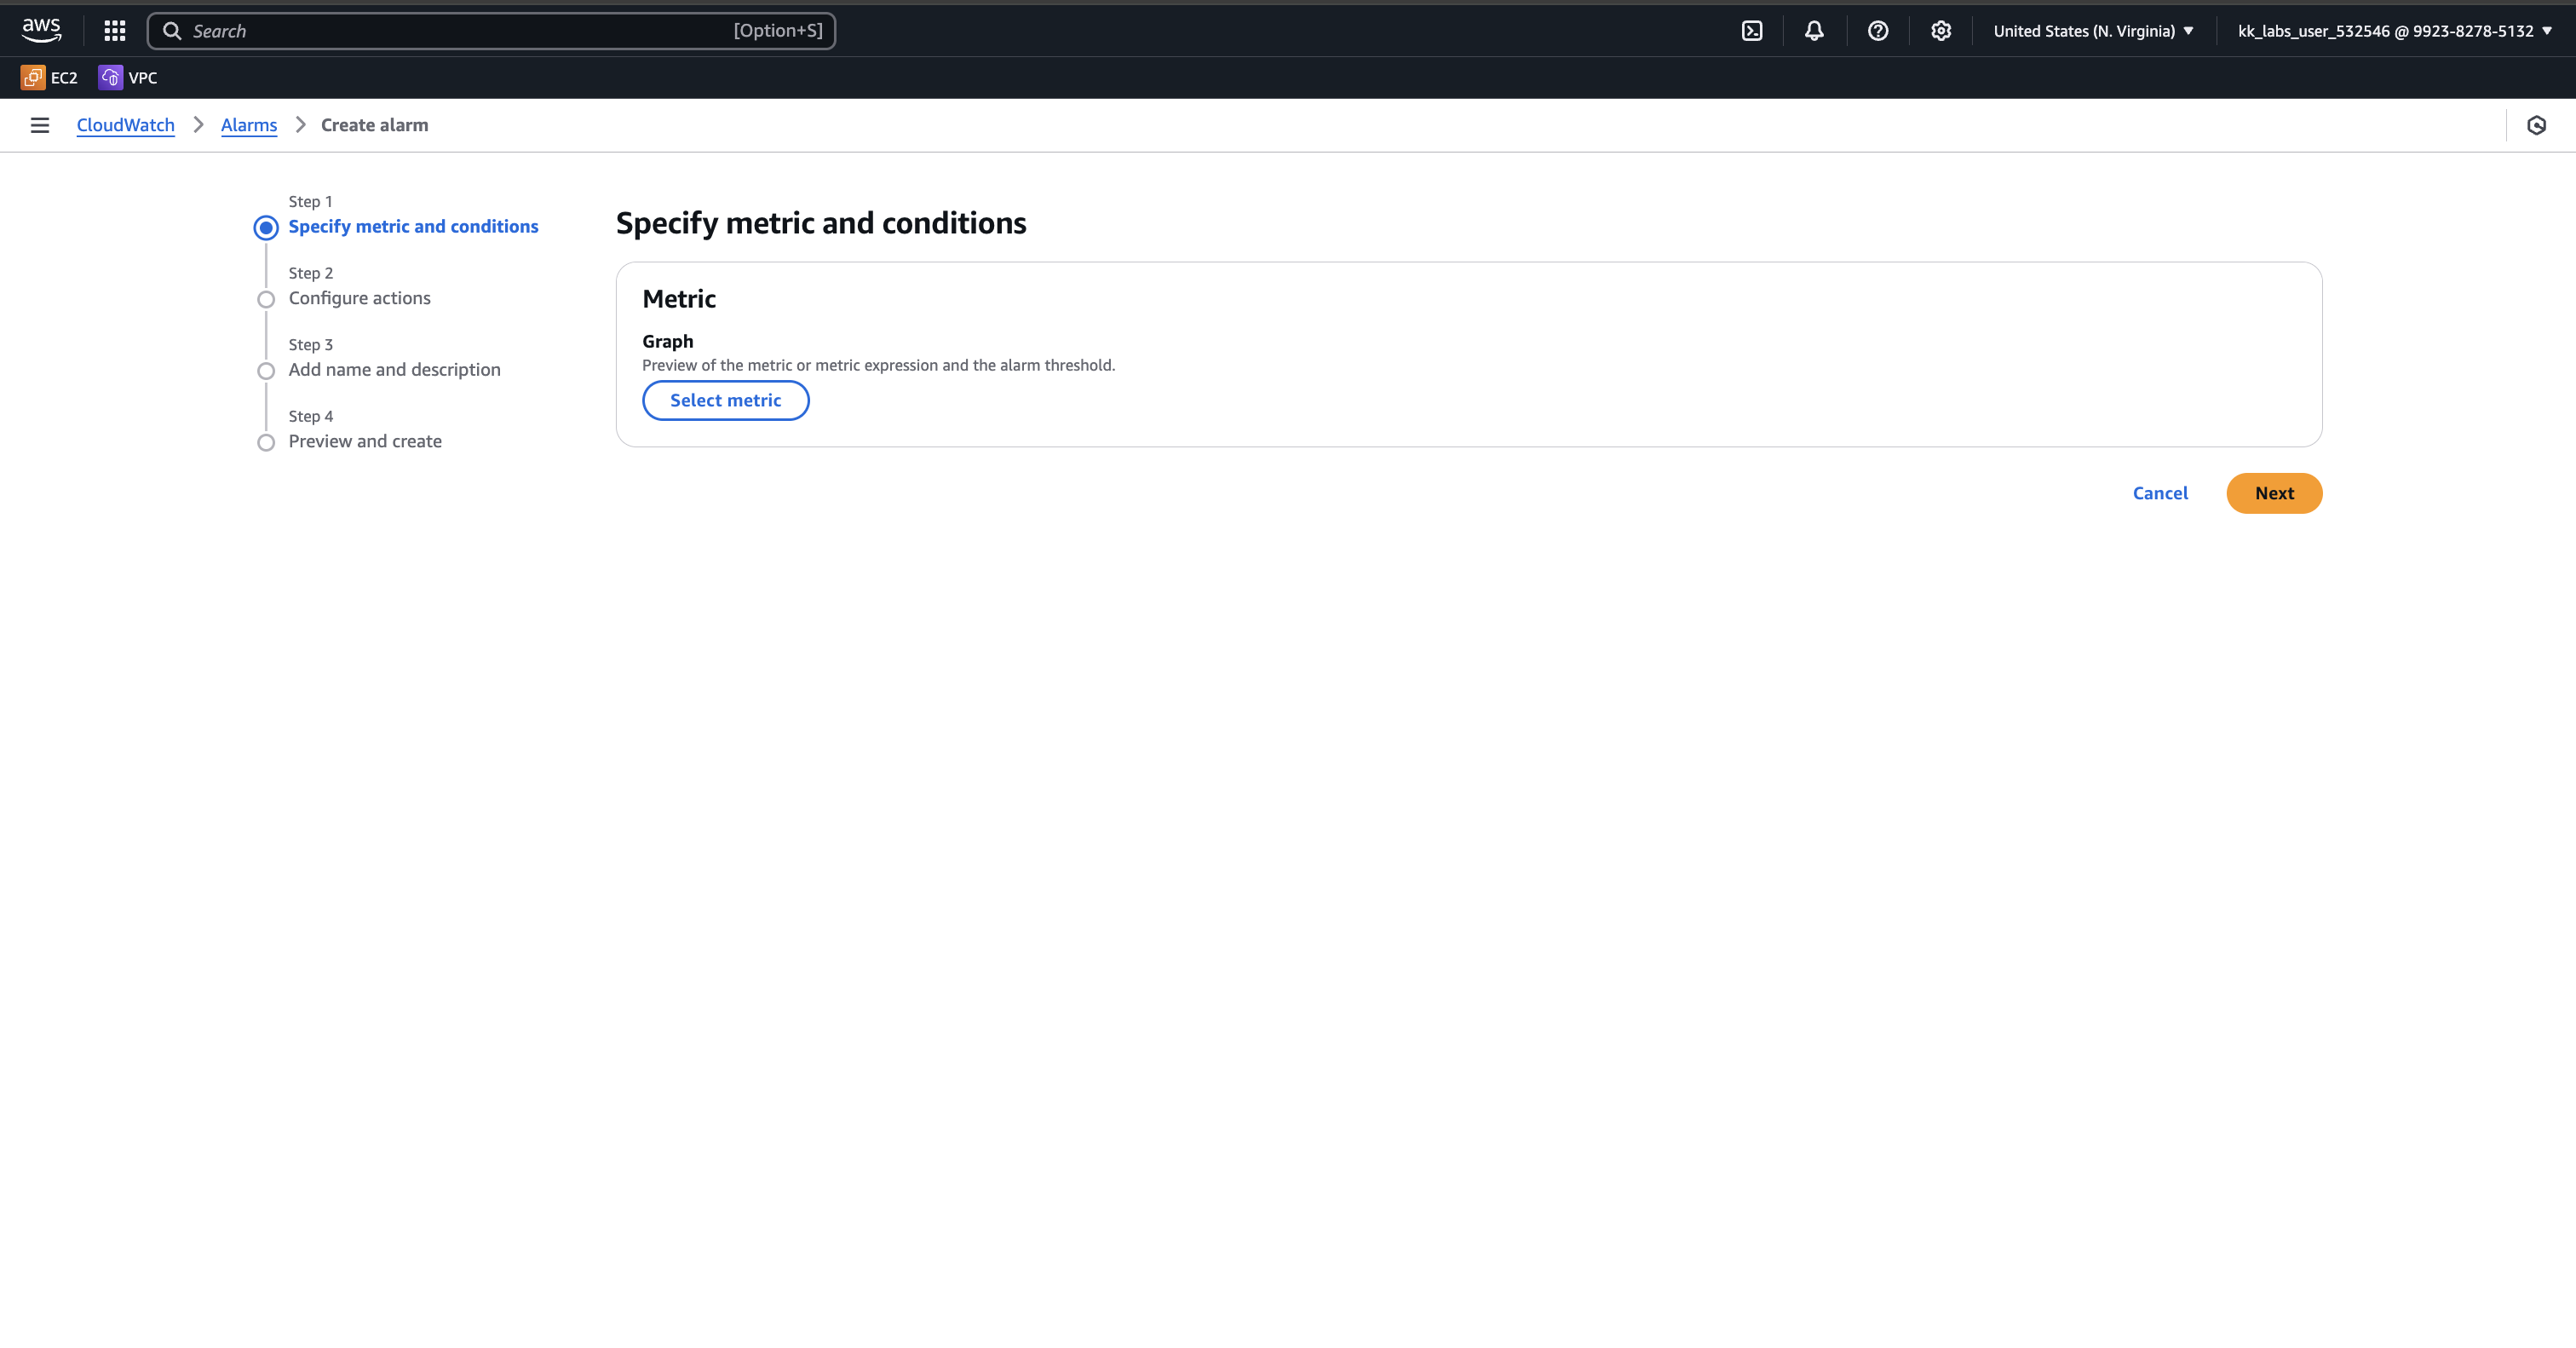 aws
Search [Option+S]
United States (N. Virginia)
kk_labs_user_532546 @ 9923-8278-5132
EC2
VPC
CloudWatch
Alarms
Create alarm
Step 1
Specify metric and conditions
Step 2
Configure actions
Step 3
Add name and description
Step 4
Preview and create
Specify metric and conditions
Metric
Graph
Preview of the metric or metric expression and the alarm threshold.
Select metric
Cancel
Next